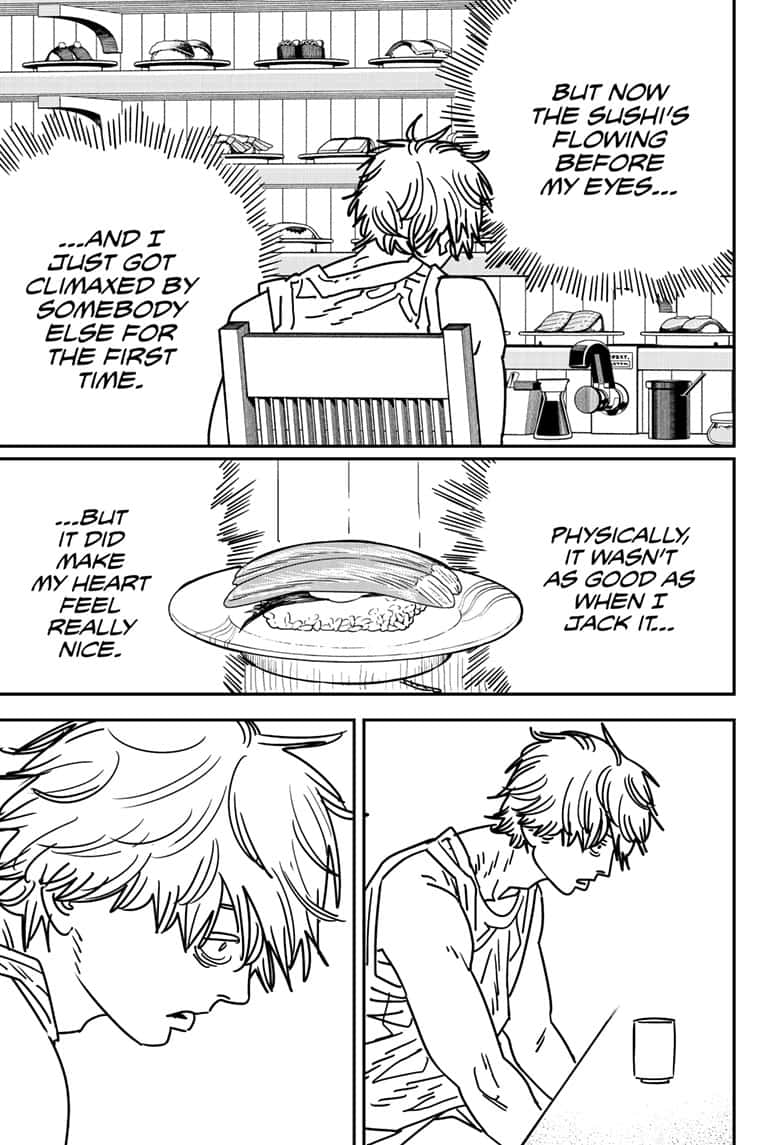 BUT NOW
THE SUSHI'S
FLOWING
BEFORE
MY EYES...
...AND I
JUST GOT
CLIMAXED BY
SOMEBODY
ELSE FOR
THE FIRST
TIME.
PHYSICALLY,
IT WASN'T
AS GOOD AS
WHEN I
JACK IT...
...BUT
IT DID
MAKE
MY HEART
FEEL
REALLY
NICE.